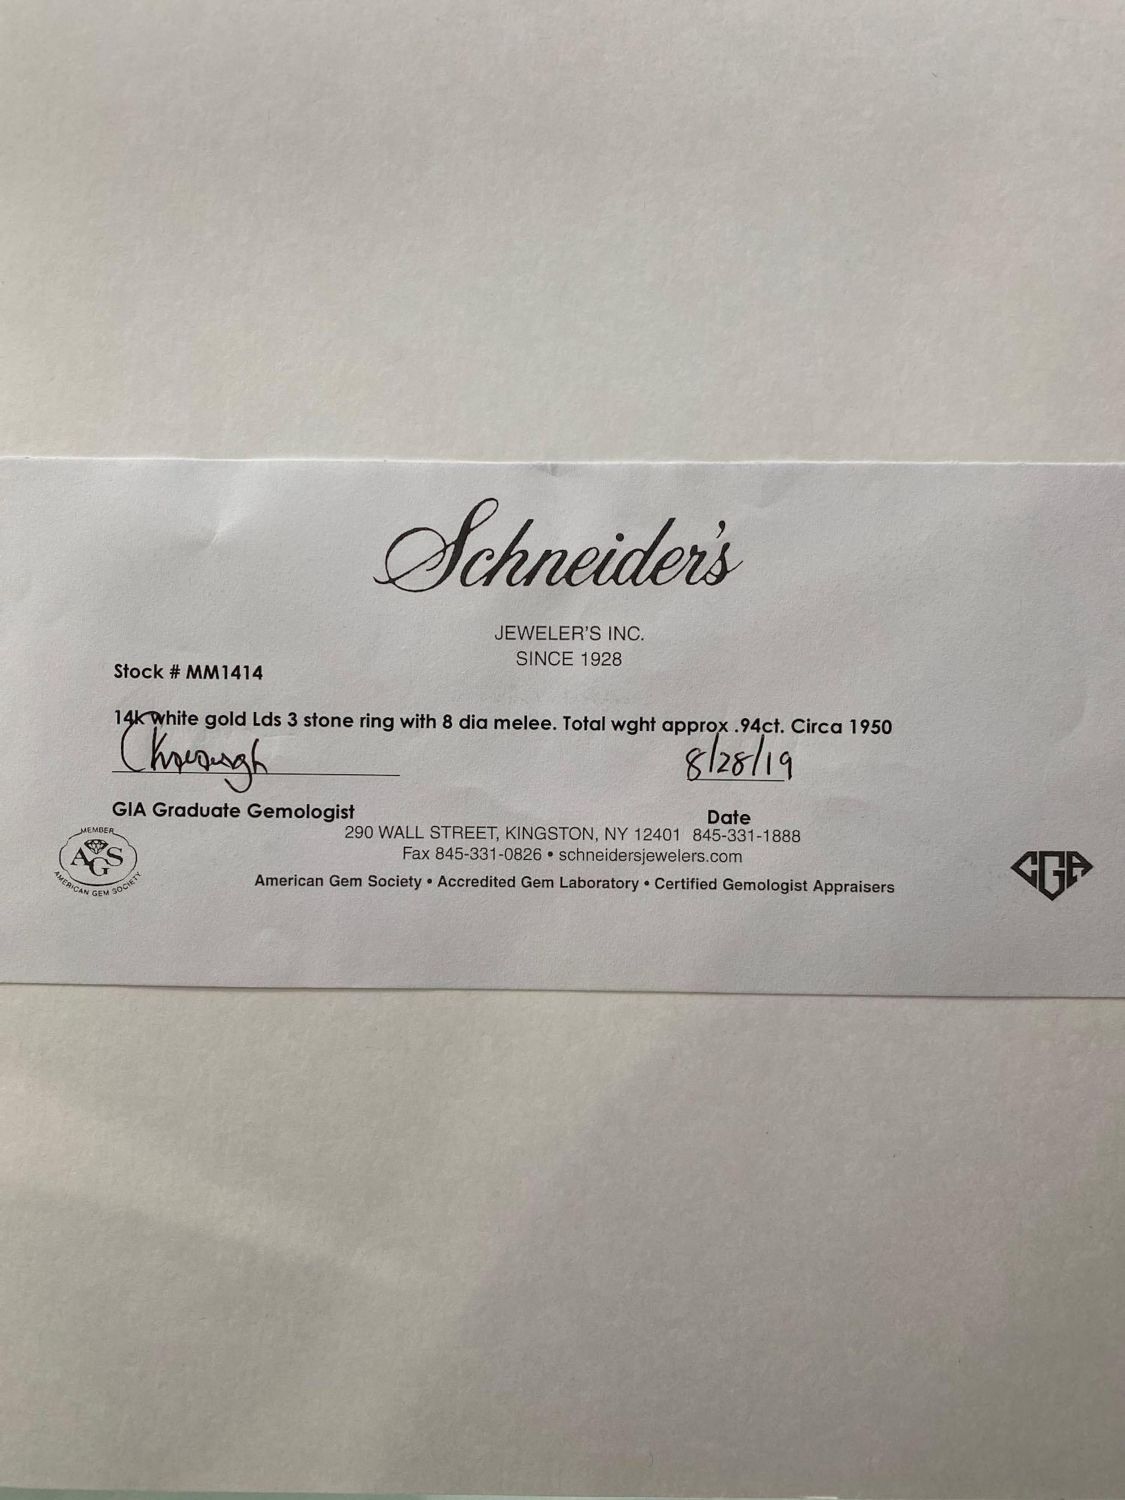 Schneider's
JEWELER'S INC.
SINCE 1928
Stock # MM1414
14k white gold Lds 3 stone ring with 8 dia melee. Total wght approx .94ct. Circa 1950
8/28/19
GIA Graduate Gemologist
Date
290 WALL STREET, KINGSTON, NY 12401 845-331-1888
Fax 845-331-0826 • schneidersjewelers.com
American Gem Society • Accredited Gem Laboratory • Certified Gemologist Appraisers
MEMBER
AGS
AMERICAN GEM SOCIETY
CGA